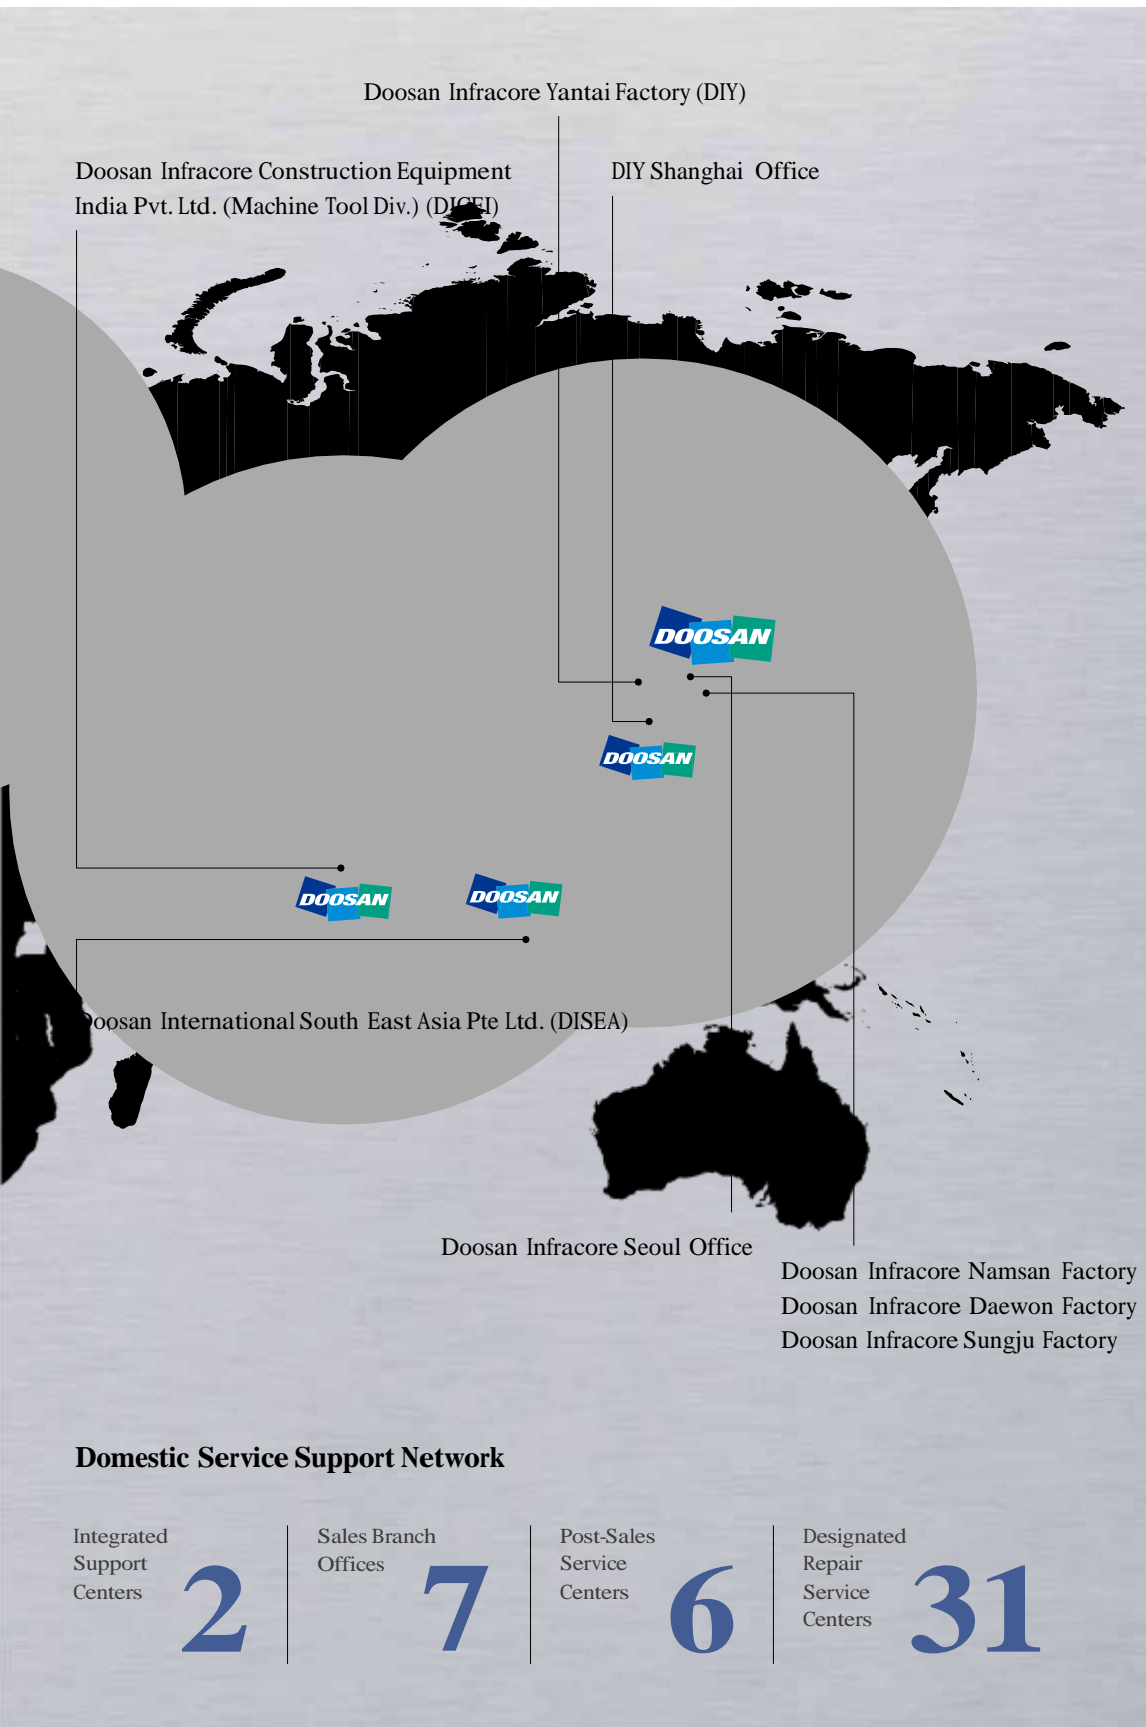 Doosan Infracore Yantai Factory (DIY)
Doosan Infracore Construction Equipment
India Pvt. Ltd. (Machine Tool Div.) (DICEI)
DIY Shanghai Office
DOOSAN
DOOSAN
DOOSAN
DOOSAN
Doosan International South East Asia Pte Ltd. (DISEA)
Doosan Infracore Seoul Office
Doosan Infracore Namsan Factory
Doosan Infracore Daewon Factory
Doosan Infracore Sungju Factory
Domestic Service Support Network
Integrated
Support
Centers
2
Sales Branch
Offices
7
Post-Sales
Service
Centers
6
Designated
Repair
Service
Centers
31